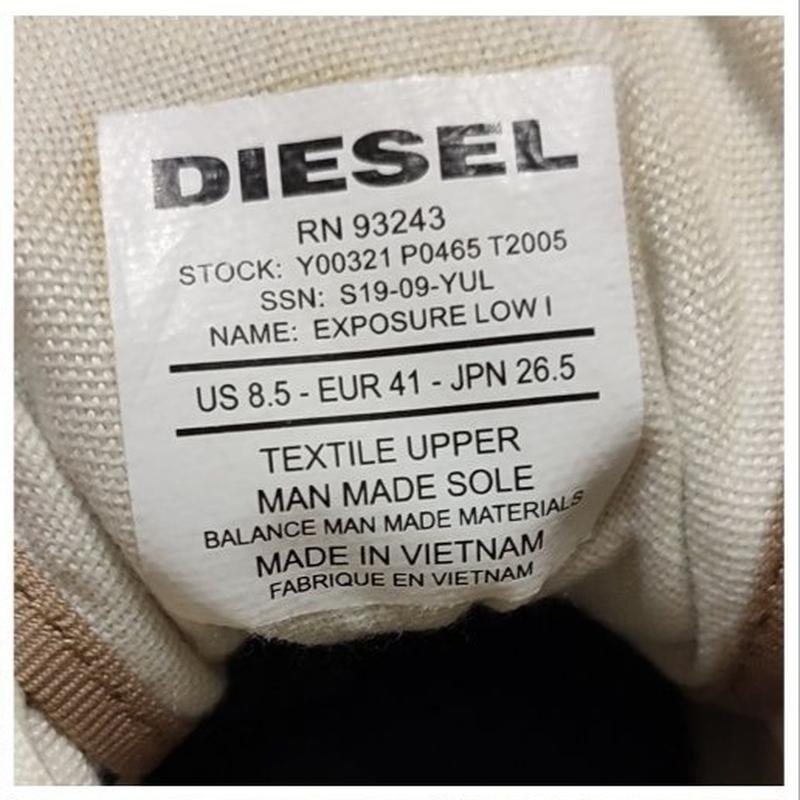 DIESEL
RN 93243
STOCK: Y00321 P0465 T2005
SSN: S19-09-YUL
NAME: EXPOSURE LOW I
US 8.5 - EUR 41 - JPN 26.5
TEXTILE UPPER
MAN MADE SOLE
BALANCE MAN MADE MATERIALS
MADE IN VIETNAM
FABRIQUE EN VIETNAM